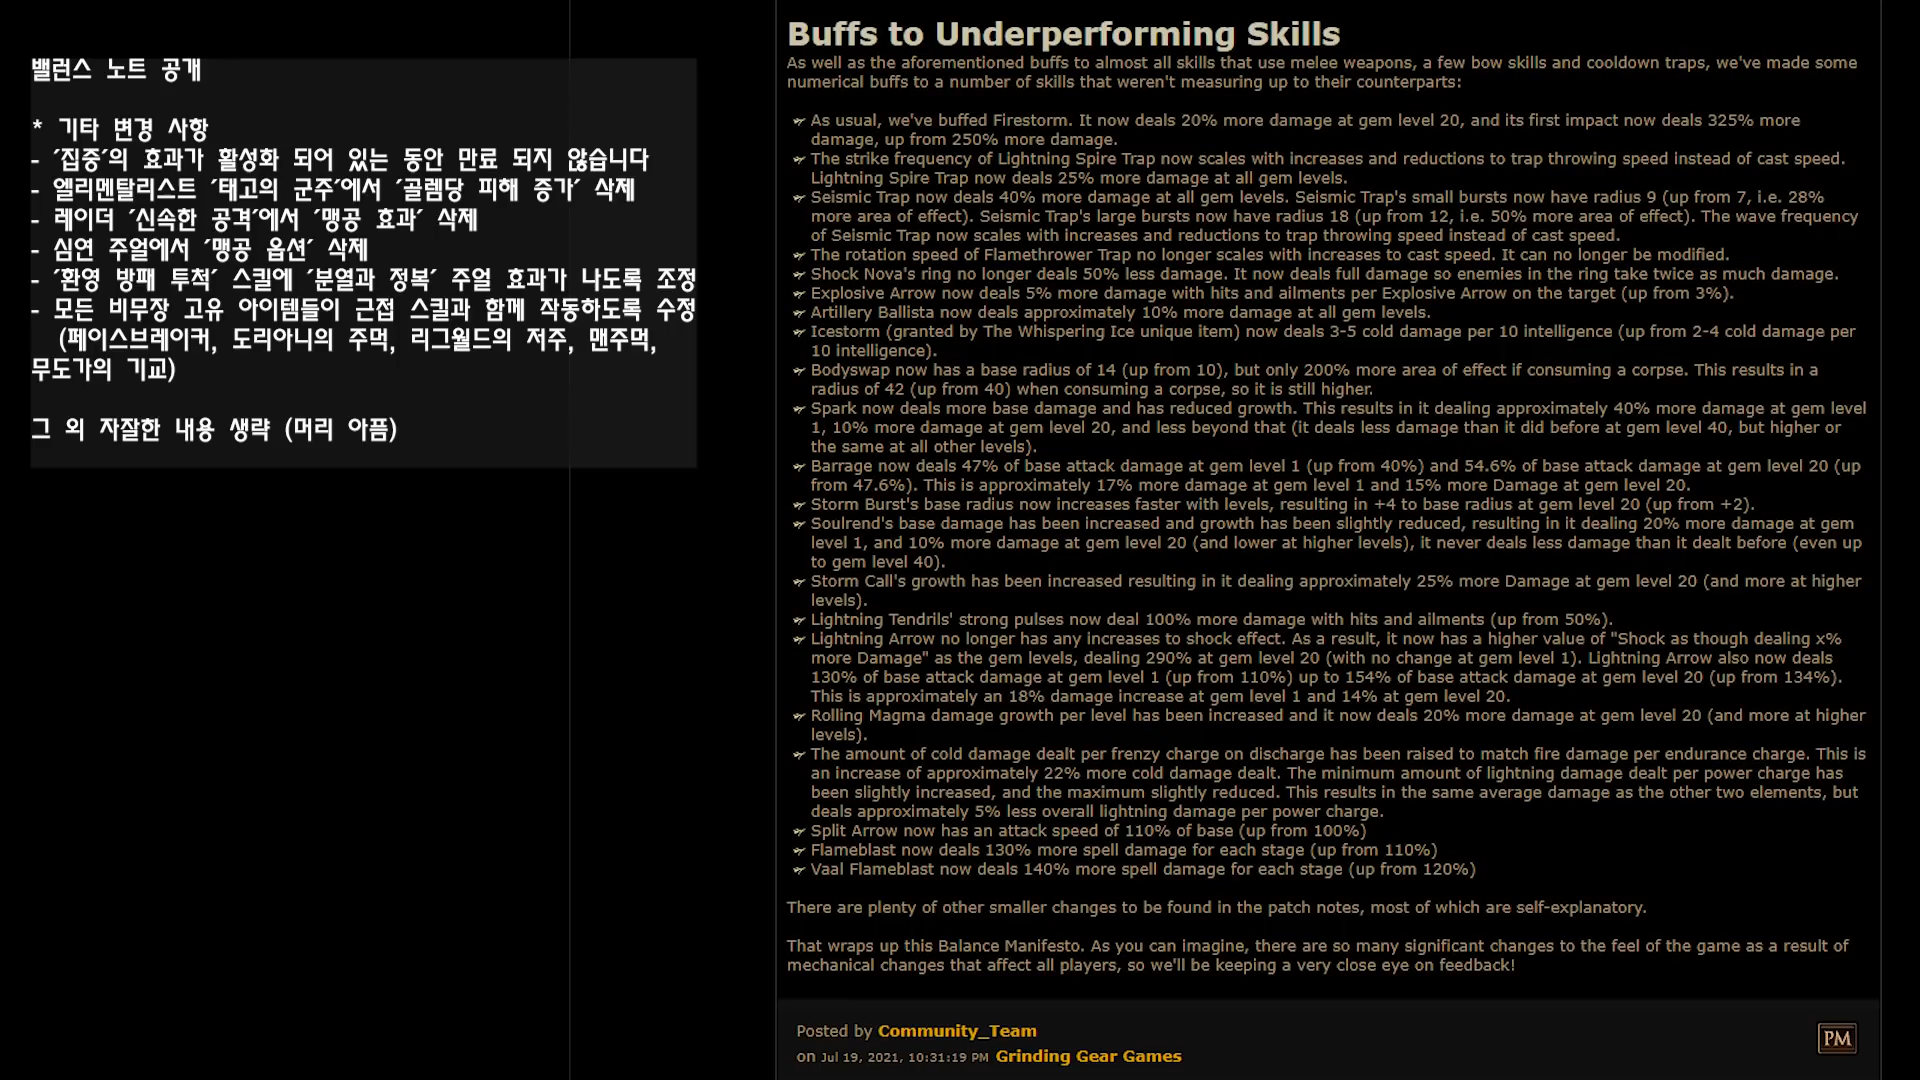 밸런스 노트 공개
* 기타 변경 사항
- '집중'의 효과가 활성화 되어 있는 동안 만료 되지 않습니다
- 엘리멘탈리스트 '태고의 군주'에서 '골렘당 피해 증가' 삭제
- 레이더 '신속한 공격'에서 '맹공 효과' 삭제
- 심연 주얼에서 '맹공 옵션' 삭제
- '환영 방패 투척' 스킬에 '분열과 정복' 주얼 효과가 나도록 조정
- 모든 비무장 고유 아이템들이 근접 스킬과 함께 작동하도록 수정
(페이스브레이커, 도리아니의 주먹, 리그월드의 저주, 맨주먹,
무도가의 기교)
그 외 자잘한 내용 생략 (머리 아픔)
Buffs to Underperforming Skills
As well as the aforementioned buffs to almost all skills that use melee weapons, a few bow skills and cooldown traps, we've made some
numerical buffs to a number of skills that weren't measuring up to their counterparts:
As usual, we've buffed Firestorm. It now deals 20% more damage at gem level 20, and its first impact now deals 325% more
damage, up from 250% more damage.
The strike frequency of Lightning Spire Trap now scales with increases and reductions to trap throwing speed instead of cast speed.
Lightning Spire Trap now deals 25% more damage at all gem levels.
Seismic Trap now deals 40% more damage at all gem levels. Seismic Trap's small bursts now have radius 9 (up from 7, i.e. 28%
more area of effect). Seismic Trap's large bursts now have radius 18 (up from 12, i.e. 50% more area of effect). The wave frequency
of Seismic Trap now scales with increases and reductions to trap throwing speed instead of cast speed.
The rotation speed of Flamethrower Trap no longer scales with increases to cast speed. It can no longer be modified.
Shock Nova's ring no longer deals 50% less damage. It now deals full damage so enemies in the ring take twice as much damage.
Explosive Arrow now deals 5% more damage with hits and ailments per Explosive Arrow on the target (up from 3%).
Artillery Ballista now deals approximately 10% more damage at all gem levels.
Icestorm (granted by The Whispering Ice unique item) now deals 3-5 cold damage per 10 intelligence (up from 2-4 cold damage per
10 intelligence).
Bodyswap now has a base radius of 14 (up from 10), but only 200% more area of effect if consuming a corpse. This results in a
radius of 42 (up from 40) when consuming a corpse, so it is still higher.
Spark now deals more base damage and has reduced growth. This results in it dealing approximately 40% more damage at gem level
1, 10% more damage at gem level 20, and less beyond that (it deals less damage than it did before at gem level 40, but higher or
the same at all other levels).
Barrage now deals 47% of base attack damage at gem level 1 (up from 40%) and 54.6% of base attack damage at gem level 20 (up
from 47.6%). This is approximately 17% more damage at gem level 1 and 15% more Damage at gem level 20.
Storm Burst's base radius now increases faster with levels, resulting in +4 to base radius at gem level 20 (up from +2).
Soulrend's base damage has been increased and growth has been slightly reduced, resulting in it dealing 20% more damage at gem
level 1, and 10% more damage at gem level 20 (and lower at higher levels), it never deals less damage than it dealt before (even up
to gem level 40).
Storm Call's growth has been increased resulting in it dealing approximately 25% more Damage at gem level 20 (and more at higher
levels).
Lightning Tendrils' strong pulses now deal 100% more damage with hits and ailments (up from 50%).
Lightning Arrow no longer has any increases to shock effect. As a result, it now has a higher value of "Shock as though dealing x%
more Damage" as the gem levels, dealing 290% at gem level 20 (with no change at gem level 1). Lightning Arrow also now deals
130% of base attack damage at gem level 1 (up from 110%) up to 154% of base attack damage at gem level 20 (up from 134%).
This is approximately an 18% damage increase at gem level 1 and 14% at gem level 20.
Rolling Magma damage growth per level has been increased and it now deals 20% more damage at gem level 20 (and more at higher
levels).
The amount of cold damage dealt per frenzy charge on discharge has been raised to match fire damage per endurance charge. This is
an increase of approximately 22% more cold damage dealt. The minimum amount of lightning damage dealt per power charge has
been slightly increased, and the maximum slightly reduced. This results in the same average damage as the other two elements, but
deals approximately 5% less overall lightning damage per power charge.
Split Arrow now has an attack speed of 110% of base (up from 100%)
Flameblast now deals 130% more spell damage for each stage (up from 110%)
Vaal Flameblast now deals 140% more spell damage for each stage (up from 120%)
There are plenty of other smaller changes to be found in the patch notes, most of which are self-explanatory.
That wraps up this Balance Manifesto. As you can imagine, there are so many significant changes to the feel of the game as a result of
mechanical changes that affect all players, so we'll be keeping a very close eye on feedback!
Posted by Community_Team
on Jul 19, 2021, 10:31:19 PM Grinding Gear Games
PM